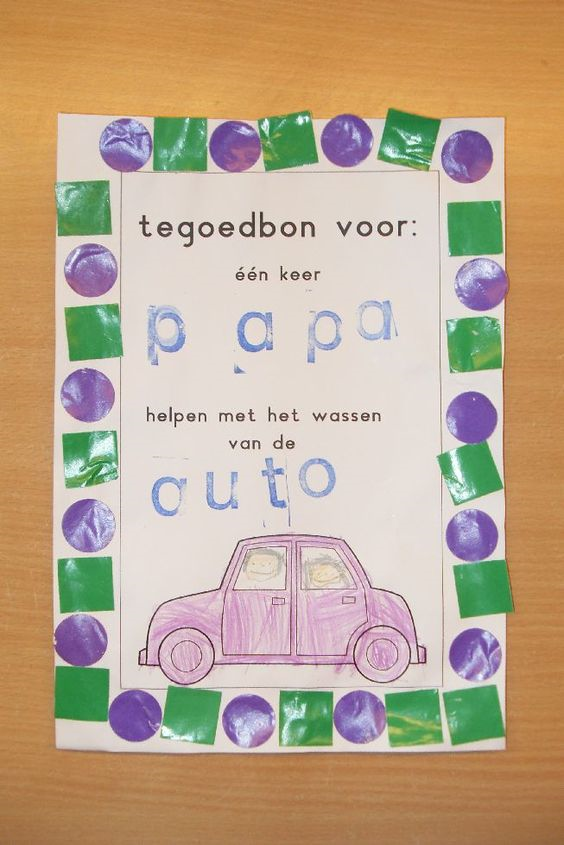 tegoedbon voor:
één keer
papa
helpen met het wassen
van de
auto